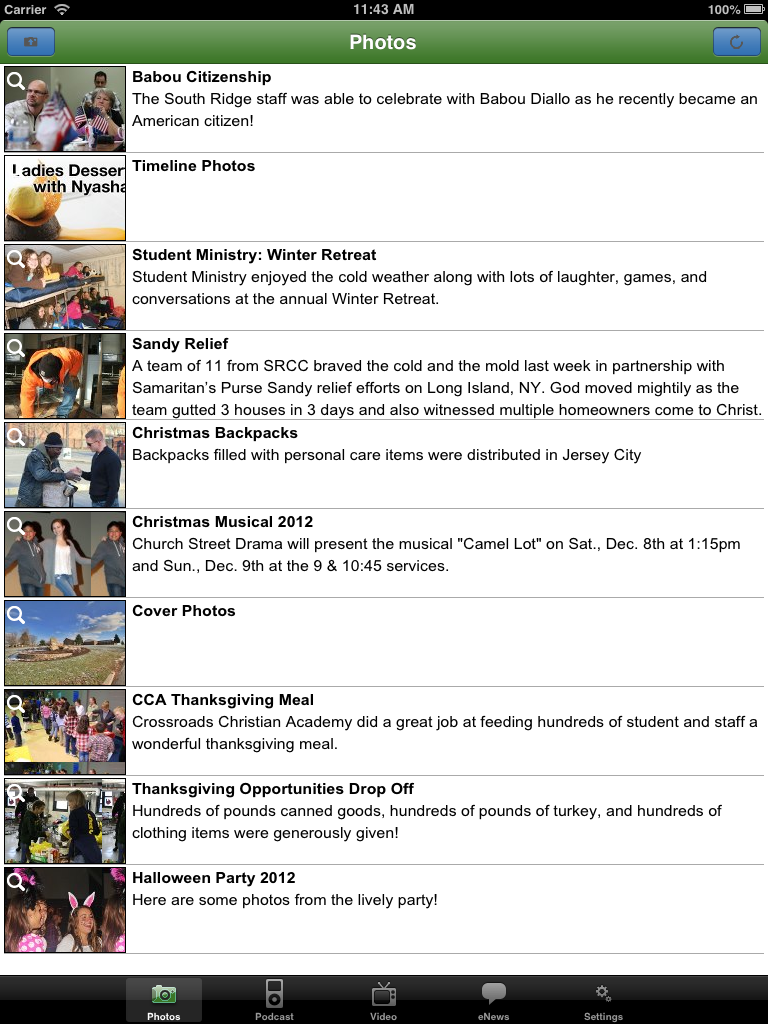 Carrier 11:43 AM 100%
Photos
Babou Citizenship
The South Ridge staff was able to celebrate with Babou Diallo as he recently became an
American citizen!
Ladies Desser
with Nyasha
Timeline Photos
Student Ministry: Winter Retreat
Student Ministry enjoyed the cold weather along with lots of laughter, games, and
conversations at the annual Winter Retreat.
Sandy Relief
A team of 11 from SRCC braved the cold and the mold last week in partnership with
Samaritan's Purse Sandy relief efforts on Long Island, NY. God moved mightily as the
team gutted 3 houses in 3 days and also witnessed multiple homeowners come to Christ.
Christmas Backpacks
Backpacks filled with personal care items were distributed in Jersey City
Christmas Musical 2012
Church Street Drama will present the musical "Camel Lot" on Sat., Dec. 8th at 1:15pm
and Sun., Dec. 9th at the 9 & 10:45 services.
Cover Photos
CCA Thanksgiving Meal
Crossroads Christian Academy did a great job at feeding hundreds of student and staff a
wonderful thanksgiving meal.
Thanksgiving Opportunities Drop Off
Hundreds of pounds canned goods, hundreds of pounds of turkey, and hundreds of
clothing items were generously given!
Halloween Party 2012
Here are some photos from the lively party!
Photos Podcast Video eNews Settings